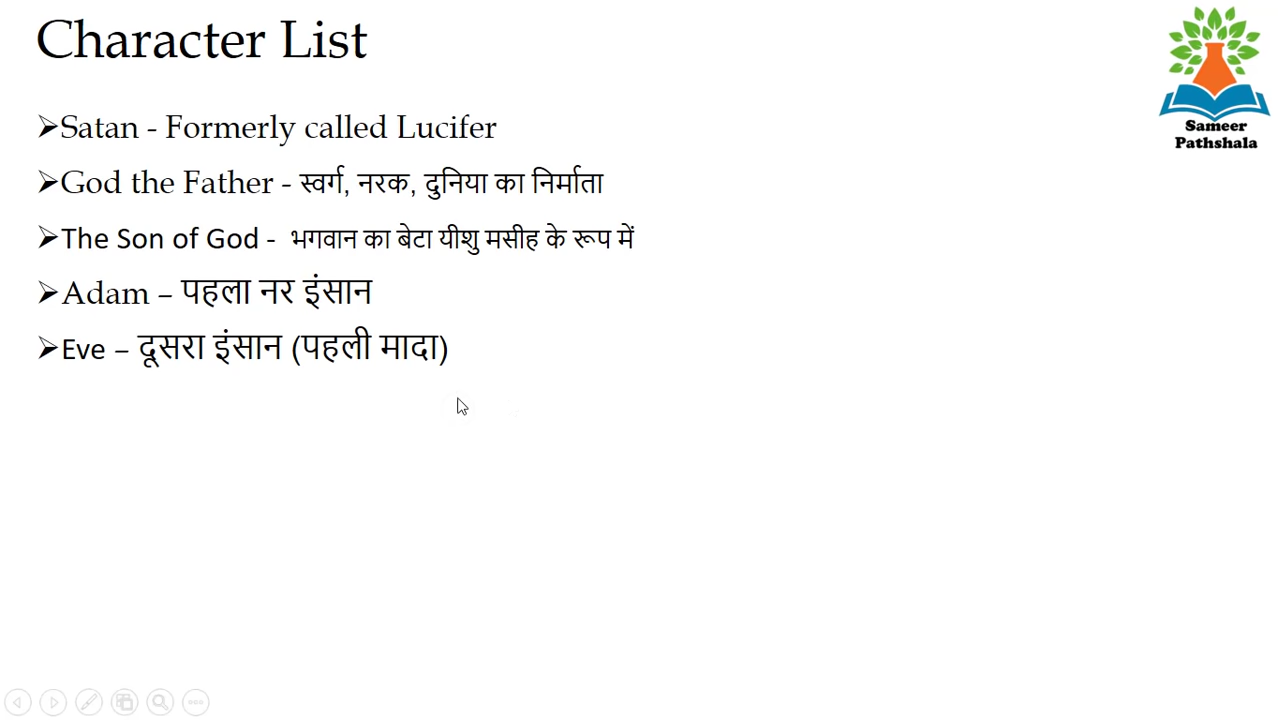 Character List
Sameer
Pathshala
➢Satan - Formerly called Lucifer
➢God the Father - स्वर्ग, नरक, दुनिया का निर्माता
➢The Son of God - भगवान का बेटा यीशु मसीह के रूप में
➢Adam – पहला नर इंसान
➢Eve – दूसरा इंसान (पहली मादा)